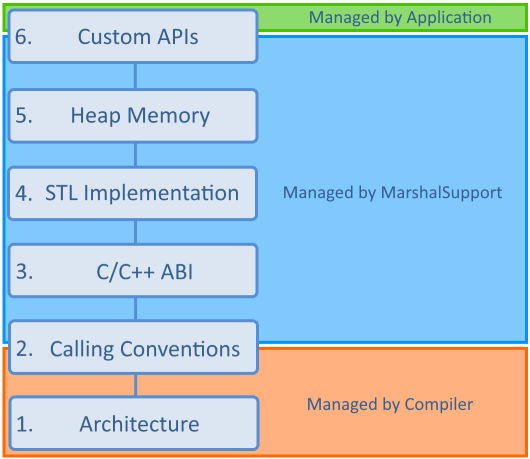 Managed by Application
6. Custom APIs
5. Heap Memory
4. STL Implementation
Managed by MarshalSupport
3. C/C++ ABI
2. Calling Conventions
Managed by Compiler
1. Architecture